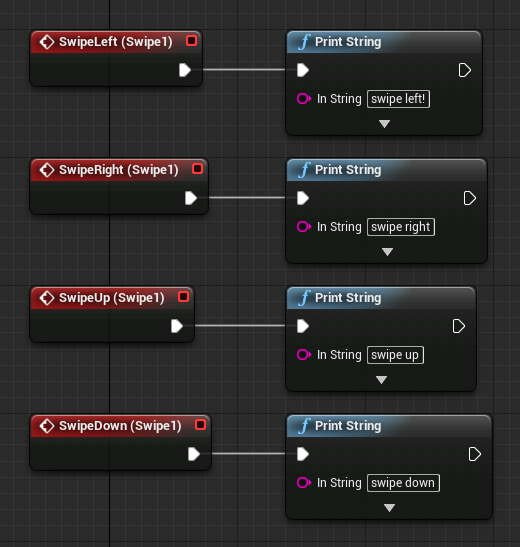 SwipeLeft (Swipe1)
f Print String
In String swipe left!
SwipeRight (Swipe1)
f Print String
In String swipe right
SwipeUp (Swipe1)
f Print String
In String swipe up
SwipeDown (Swipe1)
f Print String
In String swipe down